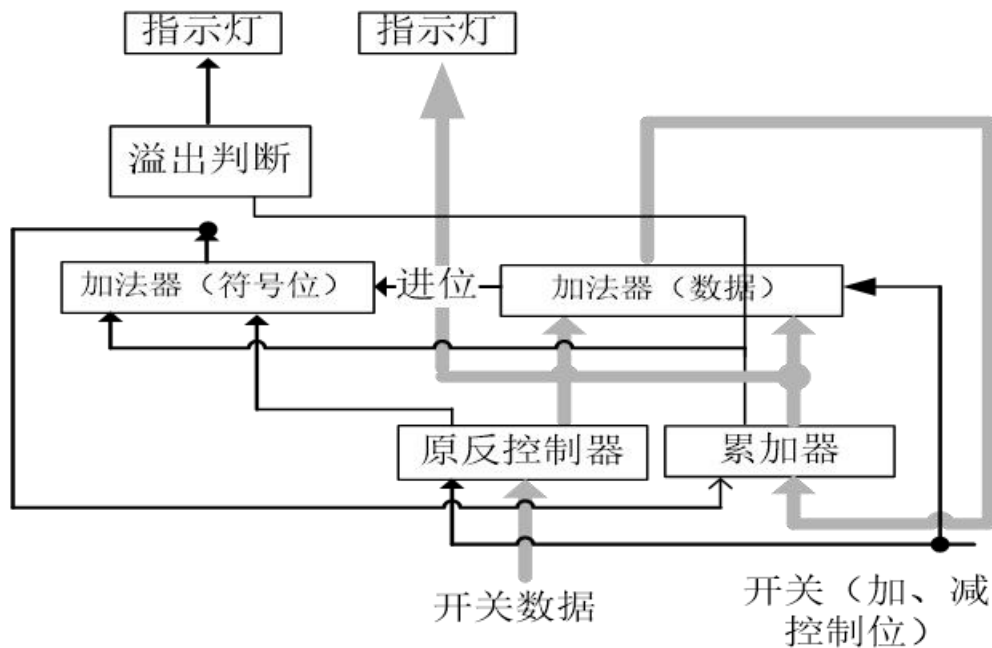 指示灯
指示灯
溢出判断
加法器（符号位）
进位
加法器（数据）
原反控制器
累加器
开关数据
开关（加、减
控制位）